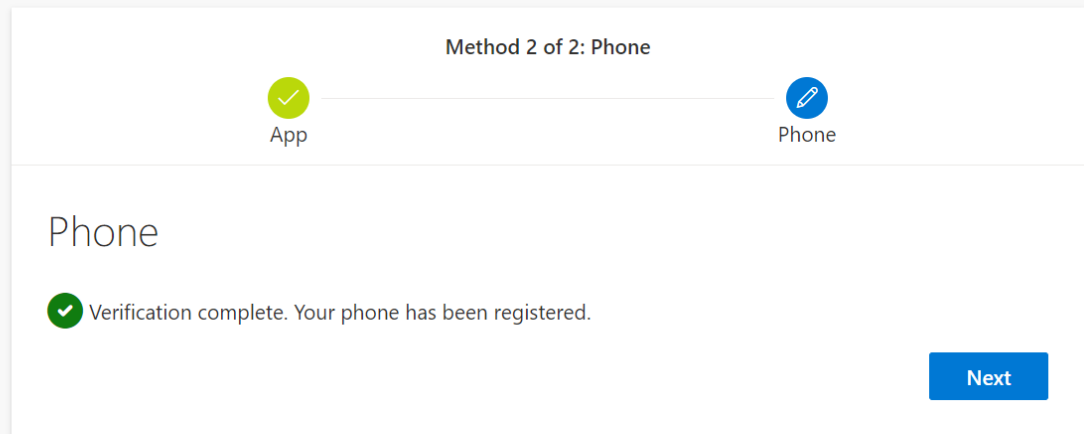 Method 2 of 2: Phone
App
Phone
Phone
Verification complete. Your phone has been registered.
Next